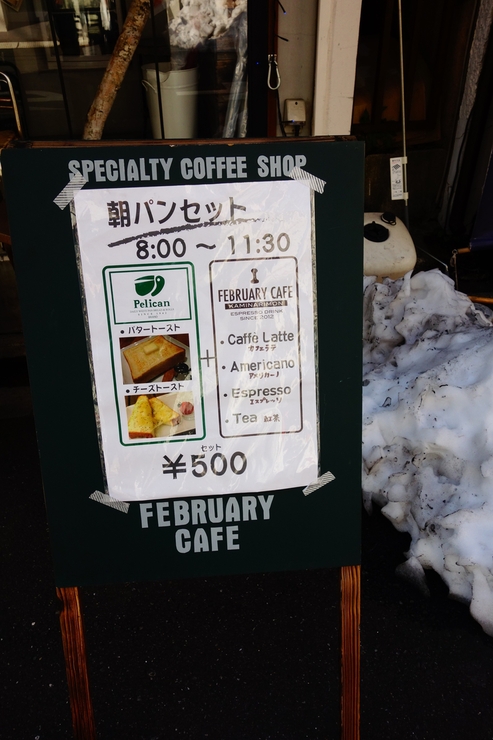 SPECIALTY COFFEE SHOP
朝パンセット
8:00 ～ 11:30
Pelican
• バタートースト
• チーズトースト
+
FEBRUARY CAFE
KAMINARIMON
ESPRESSO DRINK
SINCE 2012
• Caffè Latte
カフェラテ
• Americano
アメリカーノ
• Espresso
エスプレッソ
• Tea 紅茶
セット
¥500
FEBRUARY
CAFE